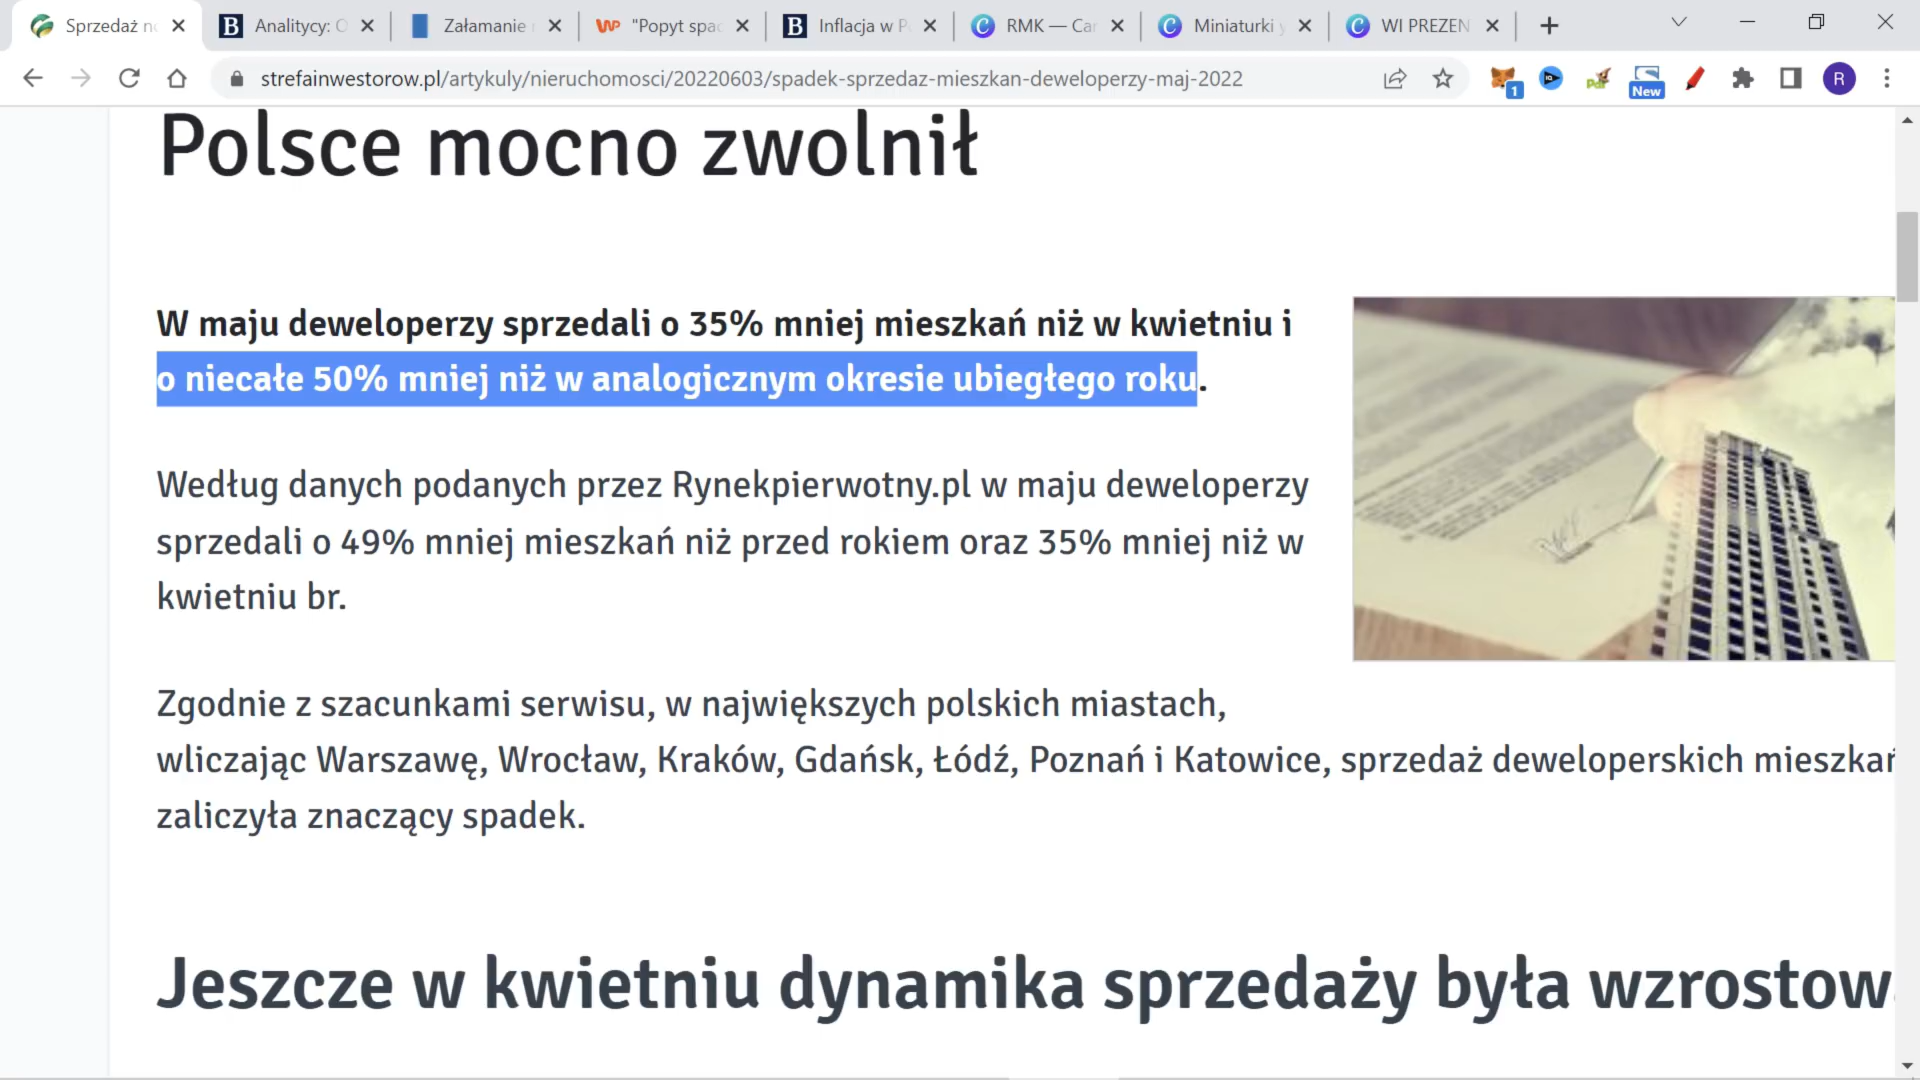 Sprzedaż n
Analitycy: O
Załamanie
"Popyt spa
Inflacja w P
RMK — Ca
Miniaturki y
WI PREZEN
strefainwestorow.pl/artykuly/nieruchomosci/20220603/spadek-sprzedaz-mieszkan-deweloperzy-maj-2022
1
New
R
Polsce mocno zwolnił
W maju deweloperzy sprzedali o 35% mniej mieszkań niż w kwietniu i
o niecałe 50% mniej niż w analogicznym okresie ubiegłego roku.
Według danych podanych przez Rynekpierwotny.pl w maju deweloperzy
sprzedali o 49% mniej mieszkań niż przed rokiem oraz 35% mniej niż w
kwietniu br.
Zgodnie z szacunkami serwisu, w największych polskich miastach,
wliczając Warszawę, Wrocław, Kraków, Gdańsk, Łódź, Poznań i Katowice, sprzedaż deweloperskich mieszkań
zaliczyła znaczący spadek.
Jeszcze w kwietniu dynamika sprzedaży była wzrostow